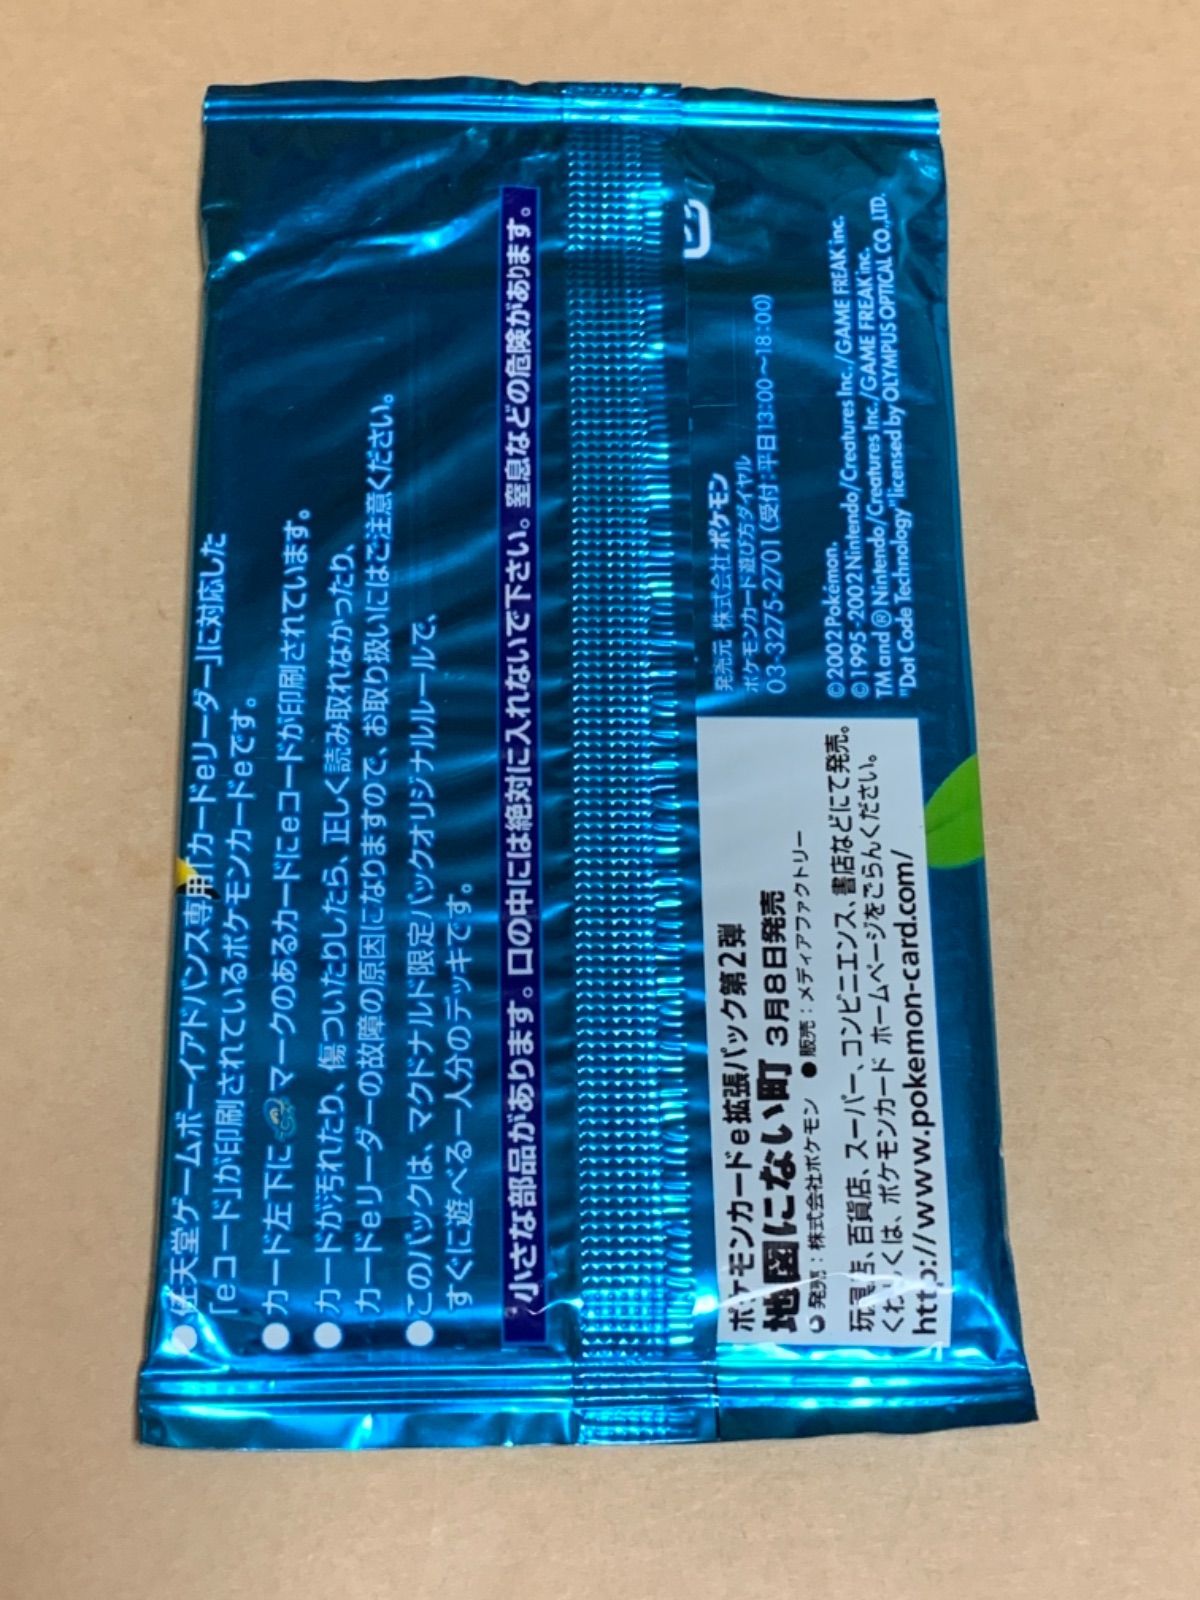 ●任天堂ゲームボーイアドバンス専用「カードeリーダー」に対応した
「eコード」が印刷されているポケモンカードeです。
●カード左下に マークのあるカードにeコードが印刷されています。
●カードが汚れたり、傷ついたりしたら、正しく読み取れなかったり、
カードeリーダーの故障の原因になりますので、お取り扱いにはご注意ください。
●このパックは、マクドナルド限定パックオリジナルルールで、
すぐに遊べる一人分のデッキです。
小さな部品があります。口の中には絶対に入れないで下さい。窒息などの危険があります。
ポケモンカードe拡張パック第2弾
地図にない町 3月8日発売
●発売：株式会社ポケモン ●販売：メディアファクトリー
玩具店、百貨店、スーパー、コンビニエンス、書店などにて発売。
くわしくは、ポケモンカード ホームページをごらんください。
http://www.pokemon-card.com/
発売元 株式会社ポケモン
ポケモンカード遊び方ダイヤル
03-3275-2701（受付：平日13:00～18:00）
©2002 Pokémon.
©1995-2002 Nintendo/Creatures Inc./GAME FREAK inc.
TM and ® Nintendo/Creatures Inc./GAME FREAK inc.
"Dot Code Technology" licensed by OLYMPUS OPTICAL CO.,LTD.